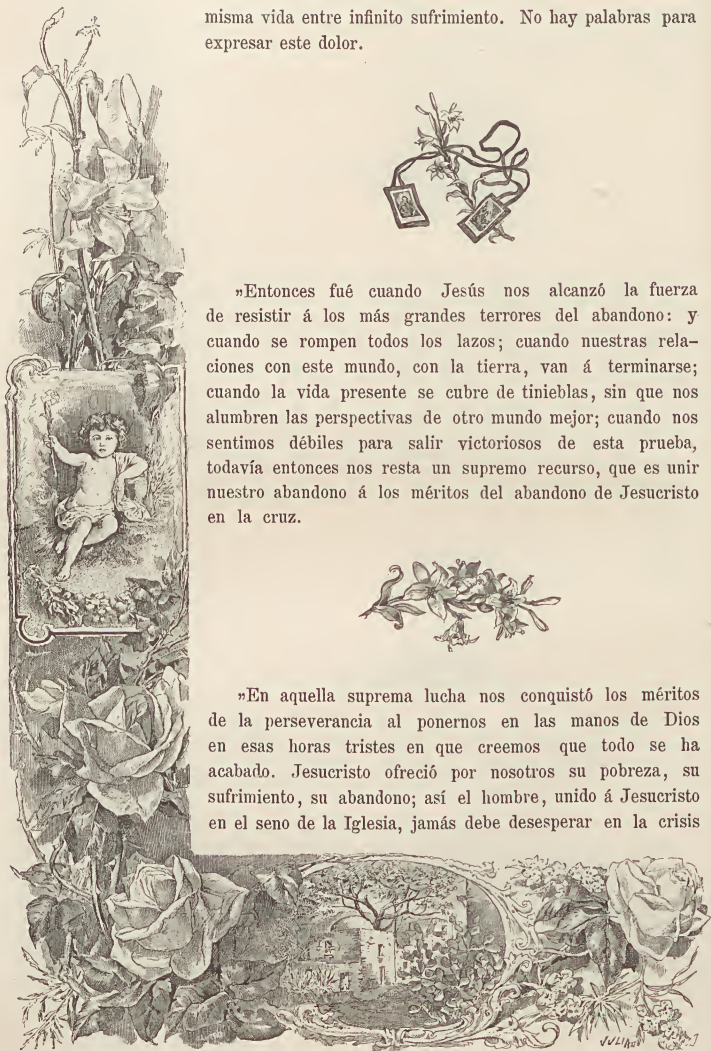 misma vida entre infinito sufrimiento. No hay palabras para
expresar este dolor.
»Entonces fué cuando Jesús nos alcanzó la fuerza
de resistir á los más grandes terrores del abandono: y
cuando se rompen todos los lazos; cuando nuestras rela-
ciones con este mundo, con la tierra, van á terminarse;
cuando la vida presente se cubre de tinieblas, sin que nos
alumbren las perspectivas de otro mundo mejor; cuando nos
sentimos débiles para salir victoriosos de esta prueba,
todavía entonces nos resta un supremo recurso, que es unir
nuestro abandono á los méritos del abandono de Jesucristo
en la cruz.
»En aquella suprema lucha nos conquistó los méritos
de la perseverancia al ponernos en las manos de Dios
en esas horas tristes en que creemos que todo se ha
acabado. Jesucristo ofreció por nosotros su pobreza, su
sufrimiento, su abandono; así el hombre, unido á Jesucristo
en el seno de la Iglesia, jamás debe desesperar en la crisis